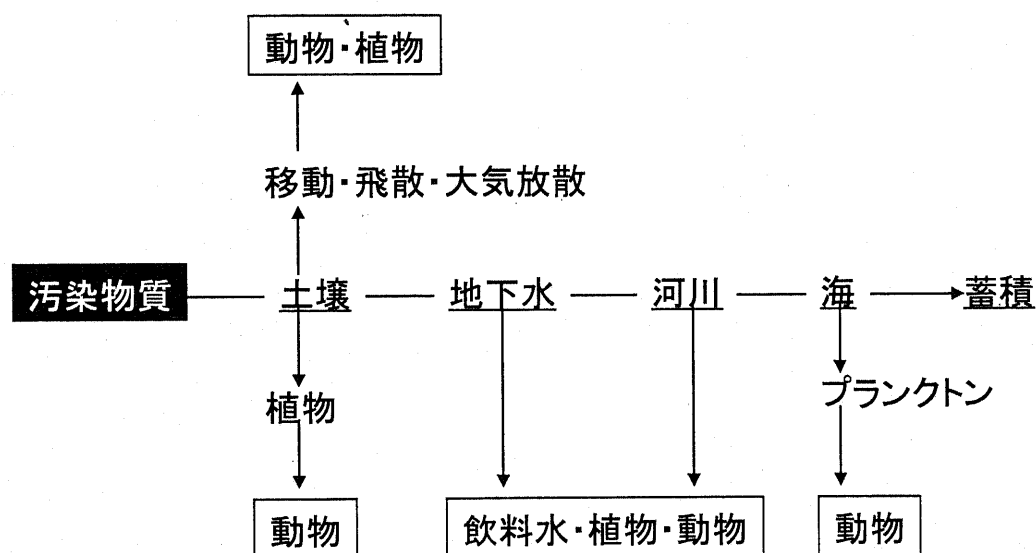 動物・植物
移動・飛散・大気放散
汚染物質 土壌 地下水 河川 海 蓄積
植物 プランクトン
動物 飲料水・植物・動物 動物